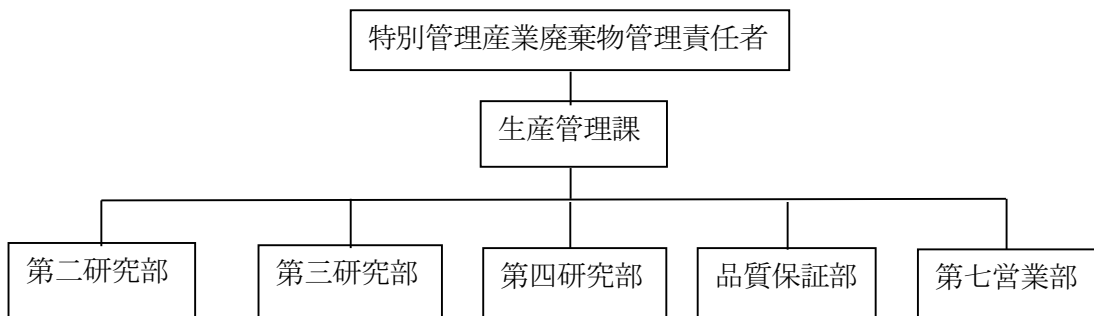 特別管理産業廃棄物管理責任者
生産管理課
第二研究部
第三研究部
第四研究部
品質保証部
第七営業部